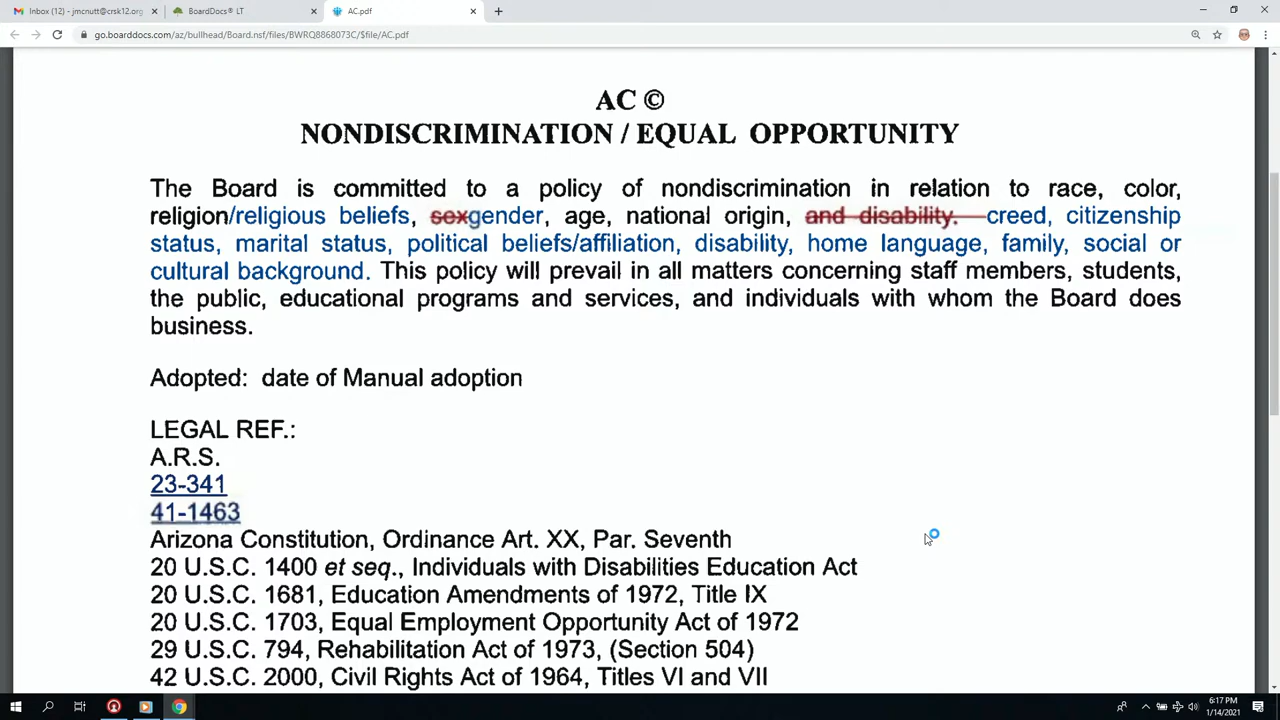 Inbox (12) - jmcnutt@crsk12.org
BoardDocs® LT
AC.pdf
go.boarddocs.com/az/bullhead/Board.nsf/files/BWRQ8868073C/$file/AC.pdf
AC ©
NONDISCRIMINATION / EQUAL OPPORTUNITY
The Board is committed to a policy of nondiscrimination in relation to race, color,
religion/religious beliefs, sexgender, age, national origin, and disability. creed, citizenship
status, marital status, political beliefs/affiliation, disability, home language, family, social or
cultural background. This policy will prevail in all matters concerning staff members, students,
the public, educational programs and services, and individuals with whom the Board does
business.
Adopted: date of Manual adoption
LEGAL REF.:
A.R.S.
23-341
41-1463
Arizona Constitution, Ordinance Art. XX, Par. Seventh
20 U.S.C. 1400 et seq., Individuals with Disabilities Education Act
20 U.S.C. 1681, Education Amendments of 1972, Title IX
20 U.S.C. 1703, Equal Employment Opportunity Act of 1972
29 U.S.C. 794, Rehabilitation Act of 1973, (Section 504)
42 U.S.C. 2000, Civil Rights Act of 1964, Titles VI and VII
6:17 PM
1/14/2021